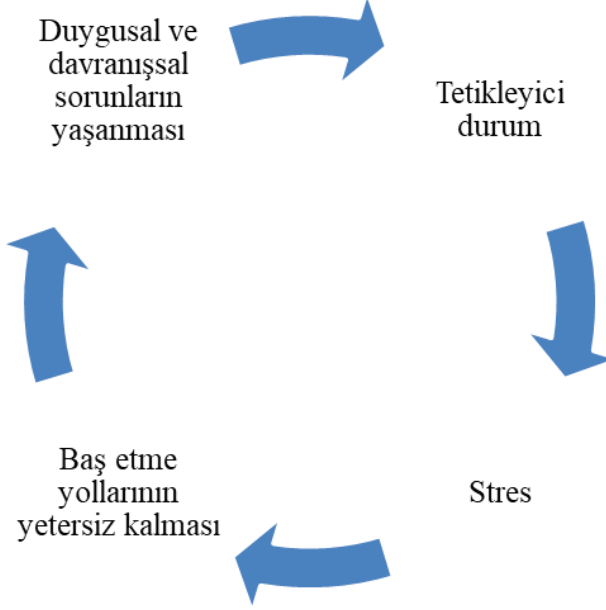 Duygusal ve
davranışsal
sorunların
yaşanması
Tetikleyici
durum
Stres
Baş etme
yollarının
yetersiz kalması